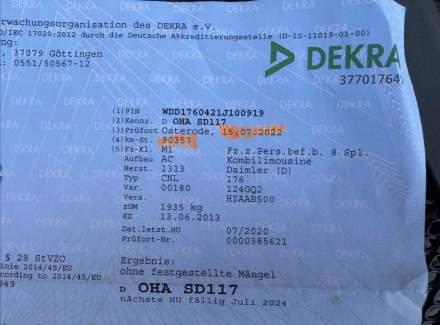 rwachungsorganisation des DEKRA e.V.
D/IEC 17020:2012 durch die Deutsche Akkreditierungsstelle (D-IS-11019-01-00)
ng:
, 37079 Göttingen
: 0551/50567-12
DEKRA
37701764
(1)FIN WDD1760421J100919
(2)Kennz. D OHA SD117
(3)Prüfort Osterode, 15.07.2022
(4)km-St. 90357
(5)Fz-Kl. M1 Fz.z.Pers.bef.b. 8 Spl.
Aufbau AC Kombilimousine
Herst. 1313 Daimler (D)
Typ CNL 176
Var. 00180 124GQ2
Vers. HZAAB500
zGM 1935 kg
EZ 13.06.2013
Dat.letzt.HU 07/2020
Prüfort-Nr. 0000385621
§ 29 StVZO
linie 2014/45/EU
cording to 2014/45/EU
949
Ergebnis:
ohne festgestellte Mängel
D OHA SD117
nächste HU fällig Juli 2024